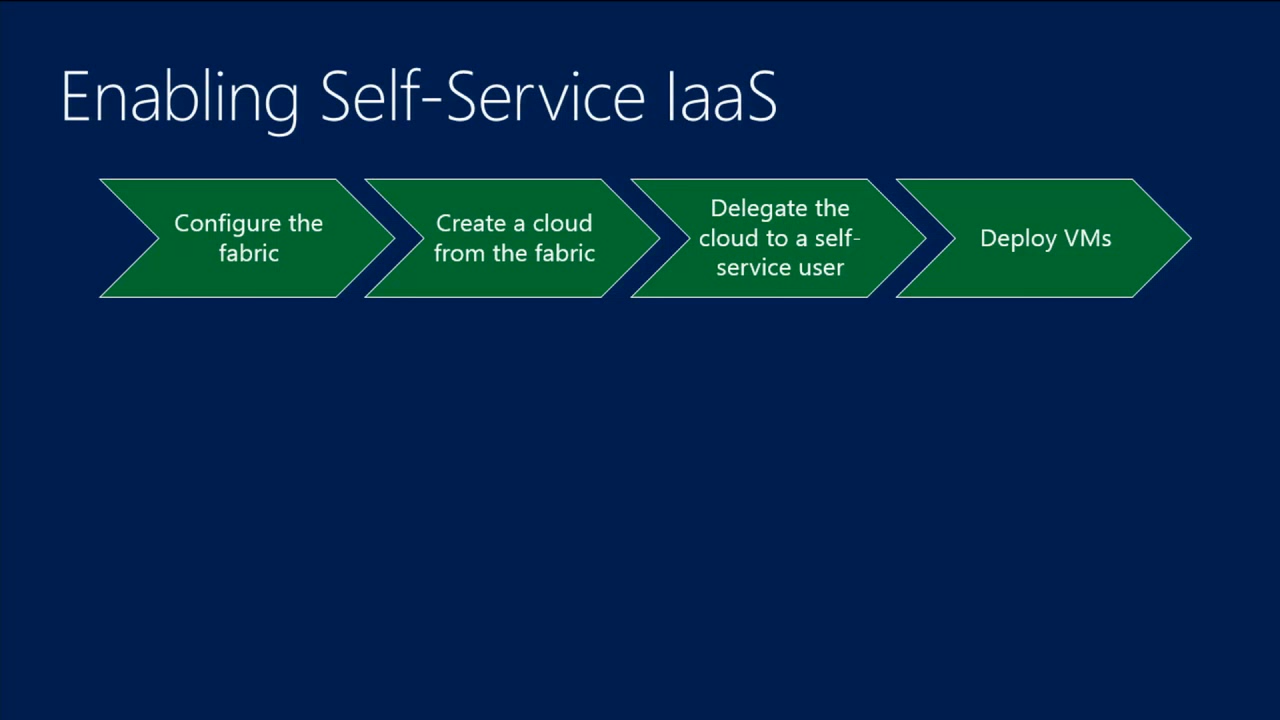 Enabling Self-Service IaaS
Configure the
fabric
Create a cloud
from the fabric
Delegate the
cloud to a self-
service user
Deploy VMs